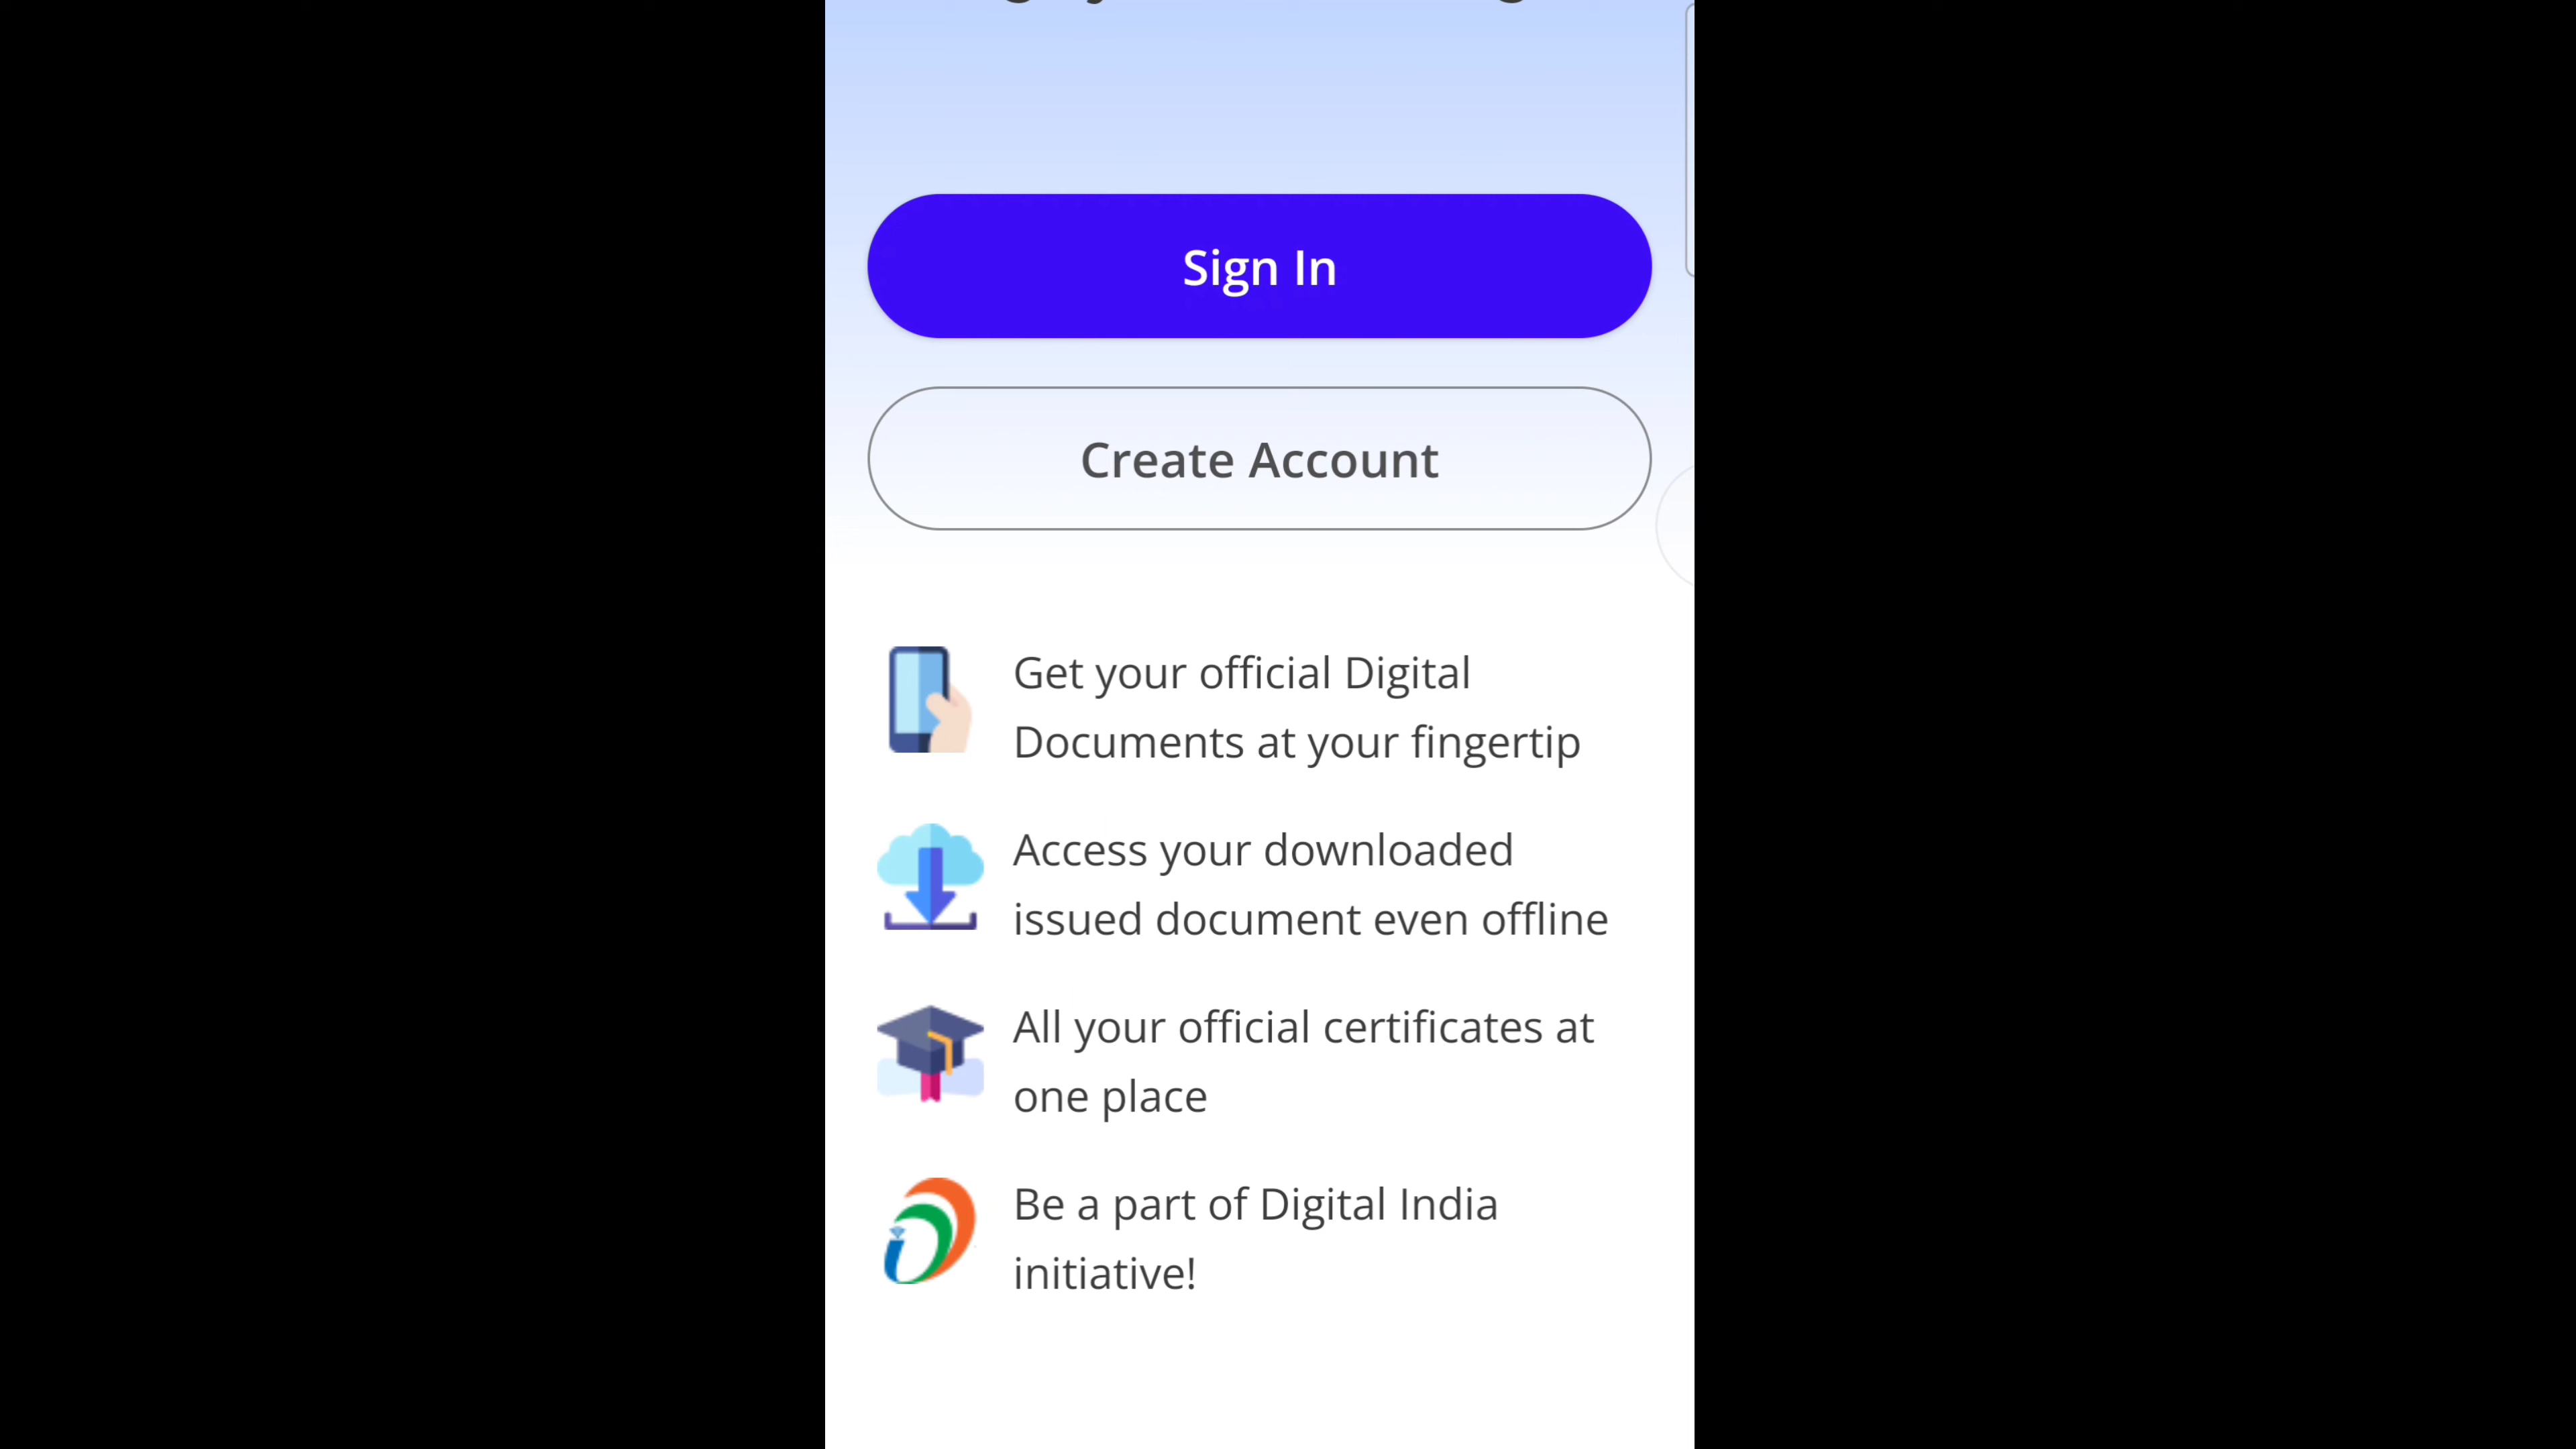 Sign In
Create Account
Get your official Digital
Documents at your fingertip
Access your downloaded
issued document even offline
All your official certificates at
one place
Be a part of Digital India
initiative!